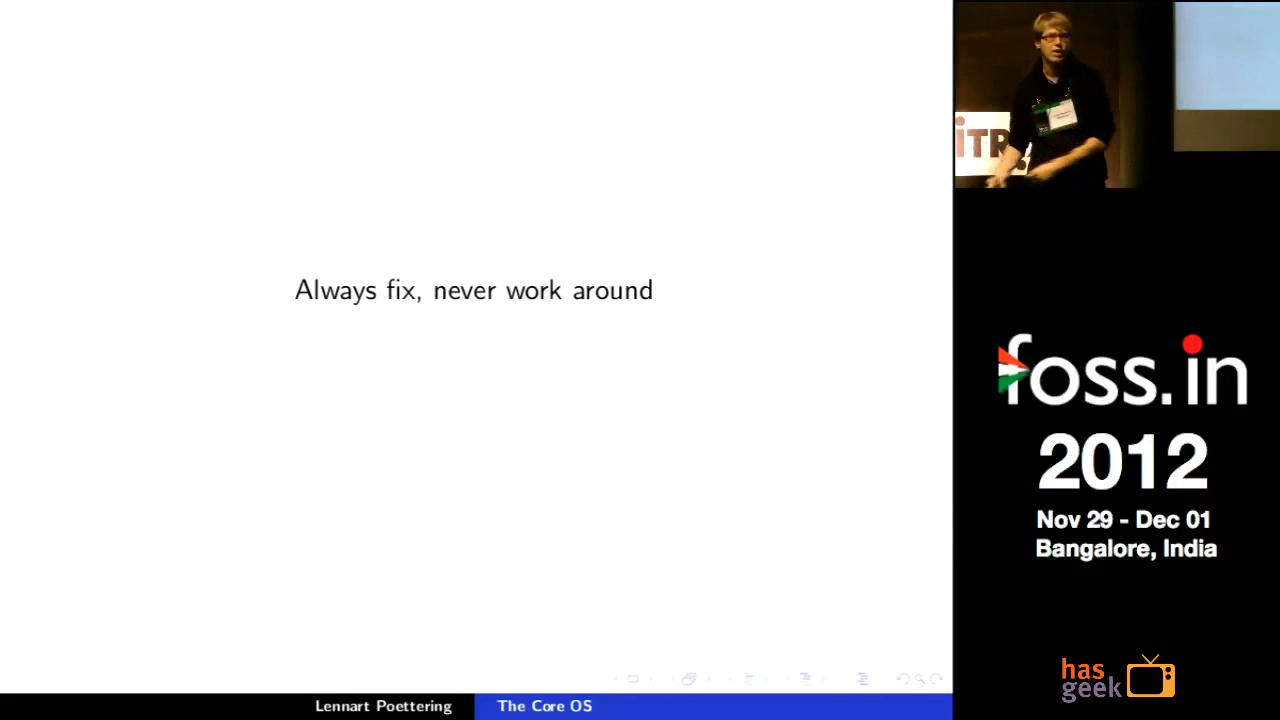 Always fix, never work around
iTR
foss.in
2012
Nov 29 - Dec 01
Bangalore, India
has
geek
Lennart Poettering
The Core OS